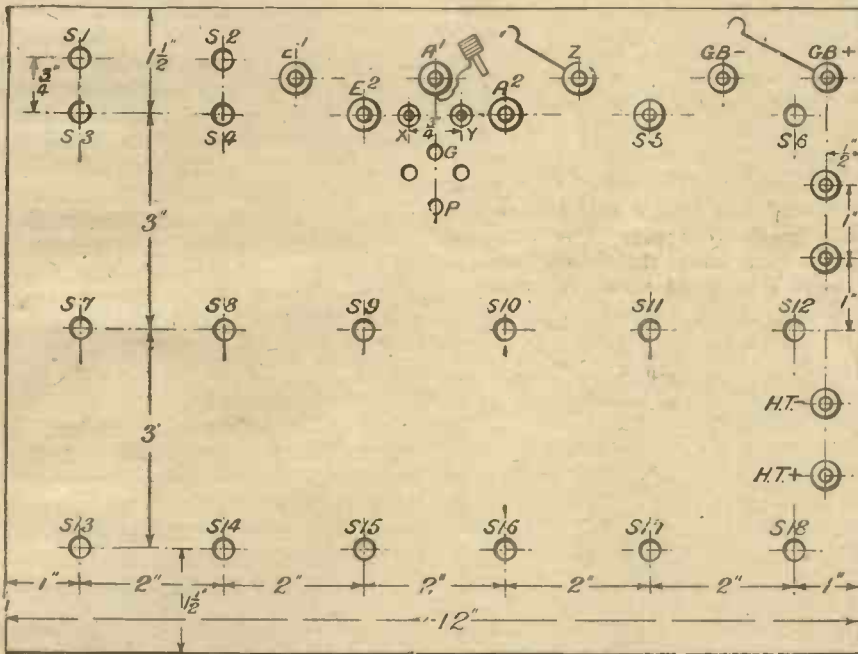 S1 S2 E1 A1 Z GB- GB+
1½"
¾"
S3 S4 E2 X ¾ Y A2 S5 S6
½"
G
P
3"
1"
1"
S7 S8 S9 S10 S11 S12
3"
H.T.-
H.T.+
S13 S14 S15 S16 S17 S18
1" 2" 2" 2" 2" 2" 1"
1½"
12"